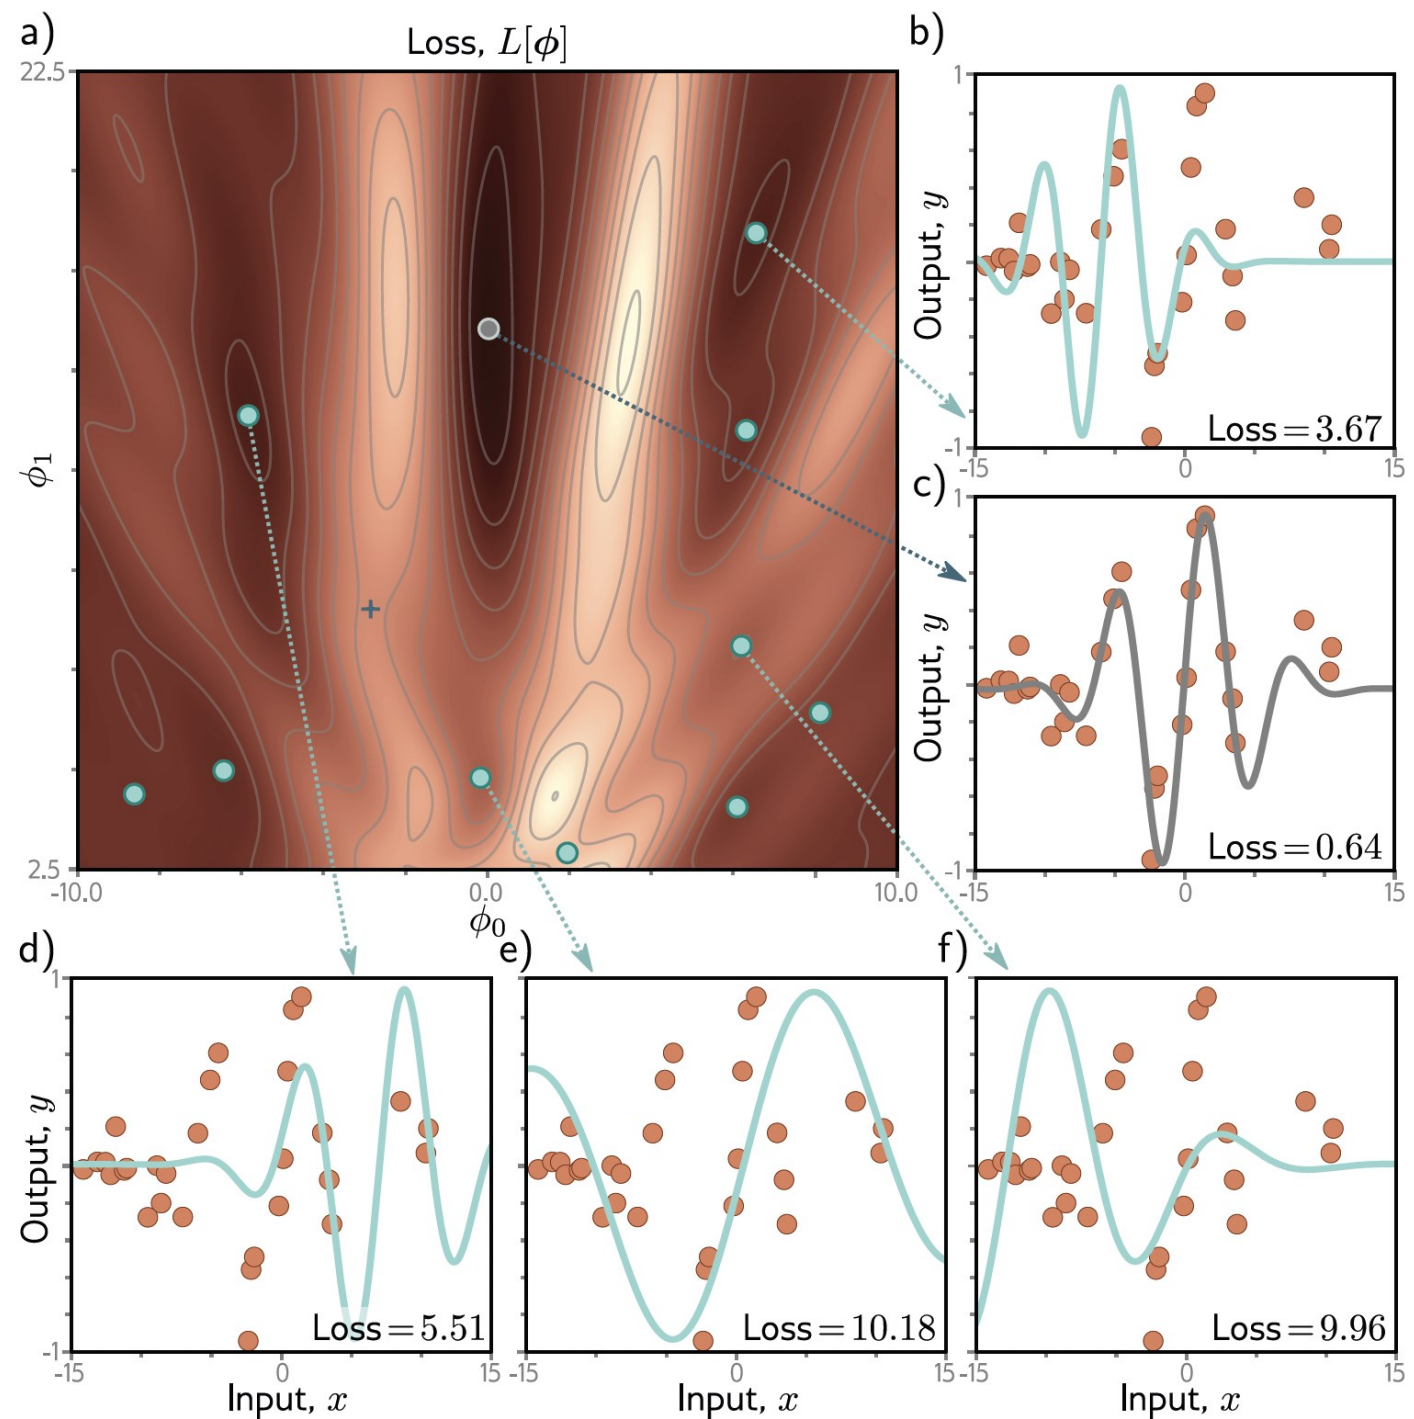 a)
Loss, L[ϕ]
22.5
ϕ₁
2.5
-10.0
0.0
10.0
ϕ₀
b)
1
Output, y
-1
Loss = 3.67
-15
0
15
c)
1
Output, y
-1
Loss = 0.64
-15
0
15
d)
1
Output, y
-1
Loss = 5.51
-15
0
15
Input, x
e)
Loss = 10.18
-15
0
15
Input, x
f)
Loss = 9.96
-15
0
15
Input, x